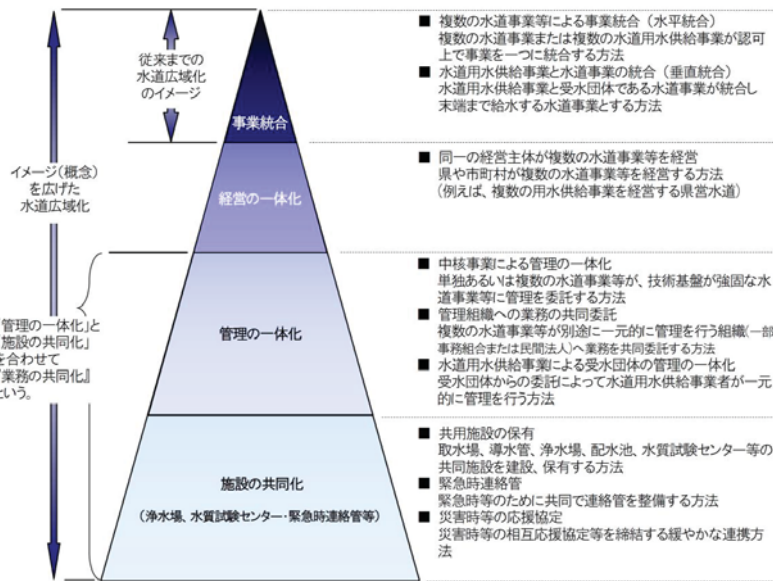 従来までの
水道広域化
のイメージ
イメージ(概念)
を広げた
水道広域化
管理の一体化」と
施設の共同化」
を合わせて
業務の共同化』
という。
事業統合
経営の一体化
管理の一体化
施設の共同化
(浄水場、水質試験センター・緊急時連絡管等)
■ 複数の水道事業等による事業統合(水平統合)
複数の水道事業または複数の水道用水供給事業が認可
上で事業を一つに統合する方法
■ 水道用水供給事業と水道事業の統合(垂直統合)
水道用水供給事業と受水団体である水道事業が統合し
末端まで給水する水道事業とする方法
■ 同一の経営主体が複数の水道事業等を経営
県や市町村が複数の水道事業等を経営する方法
(例えば、複数の用水供給事業を経営する県営水道)
■ 中核事業による管理の一体化
単独あるいは複数の水道事業等が、技術基盤が強固な水
道事業等に管理を委託する方法
■ 管理組織への業務の共同委託
複数の水道事業等が別途に一元的に管理を行う組織(一部
事務組合または民間法人)へ業務を共同委託する方法
■ 水道用水供給事業による受水団体の管理の一体化
受水団体からの委託によって水道用水供給事業者が一元
的に管理を行う方法
■ 共用施設の保有
取水場、導水管、浄水場、配水池、水質試験センター等の
共同施設を建設、保有する方法
■ 緊急時連絡管
緊急時等のために共同で連絡管を整備する方法
■ 災害時等の応援協定
災害時等の相互応援協定等を締結する緩やかな連携方
法